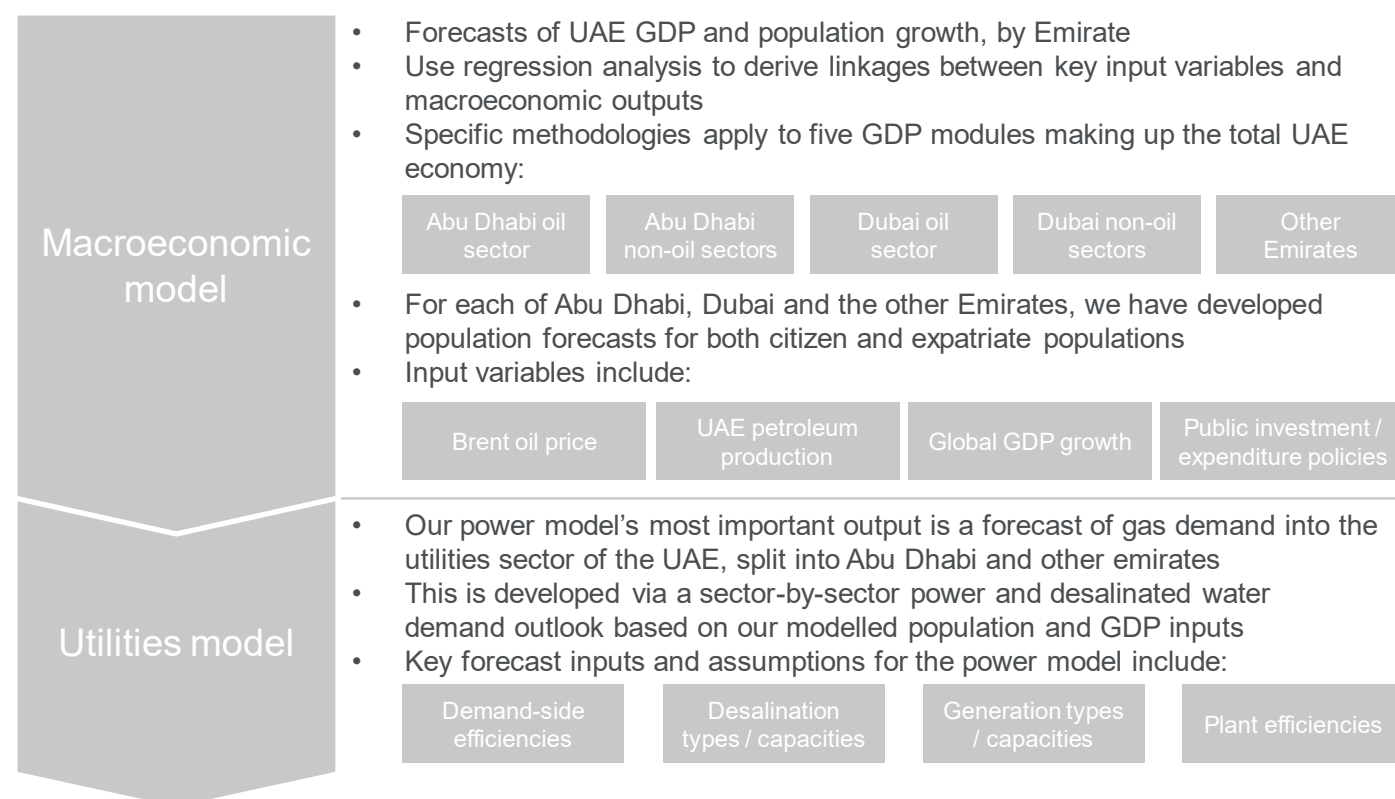 Macroeconomic
model
• Forecasts of UAE GDP and population growth, by Emirate
• Use regression analysis to derive linkages between key input variables and
macroeconomic outputs
• Specific methodologies apply to five GDP modules making up the total UAE
economy:
Abu Dhabi oil
sector
Abu Dhabi
non-oil sectors
Dubai oil
sector
Dubai non-oil
sectors
Other
Emirates
• For each of Abu Dhabi, Dubai and the other Emirates, we have developed
population forecasts for both citizen and expatriate populations
• Input variables include:
Brent oil price
UAE petroleum
production
Global GDP growth
Public investment /
expenditure policies
Utilities model
• Our power model’s most important output is a forecast of gas demand into the
utilities sector of the UAE, split into Abu Dhabi and other emirates
• This is developed via a sector-by-sector power and desalinated water
demand outlook based on our modelled population and GDP inputs
• Key forecast inputs and assumptions for the power model include:
Demand-side
efficiencies
Desalination
types / capacities
Generation types
/ capacities
Plant efficiencies